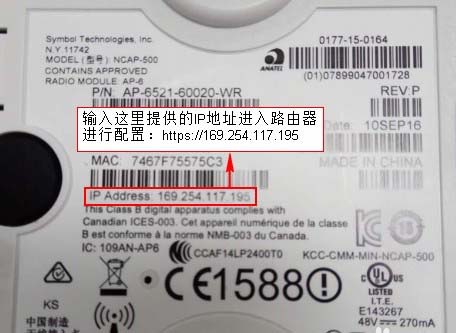 Symbol Technologies, Inc.
N.Y. 11742
MODEL (型号): NCAP-500
CONTAINS APPROVED
RADIO MODULE: AP-6
ANATEL
0177-15-0164
(01)07899047001728
P/N: AP-6521-60020-WR
REV:P
输入这里提供的IP地址进入路由器
进行配置：https://169.254.117.195
Date: 10SEP16
MAC: 7467F75575C3
MADE IN CHINA
IP Address: 169.254.117.195
This Class B digital apparatus complies with
Canadian ICES-003. Cet appareil numérique de classe
B est conforme à la norme NMB-003 du Canada.
IC: 109AN-AP6
CCAF14LP2400T0
KCC-CMM-MIN-NCAP-500
KS
CE1588
C UL US
LISTED
I.T.E.
E143267
48V 270mA
中国